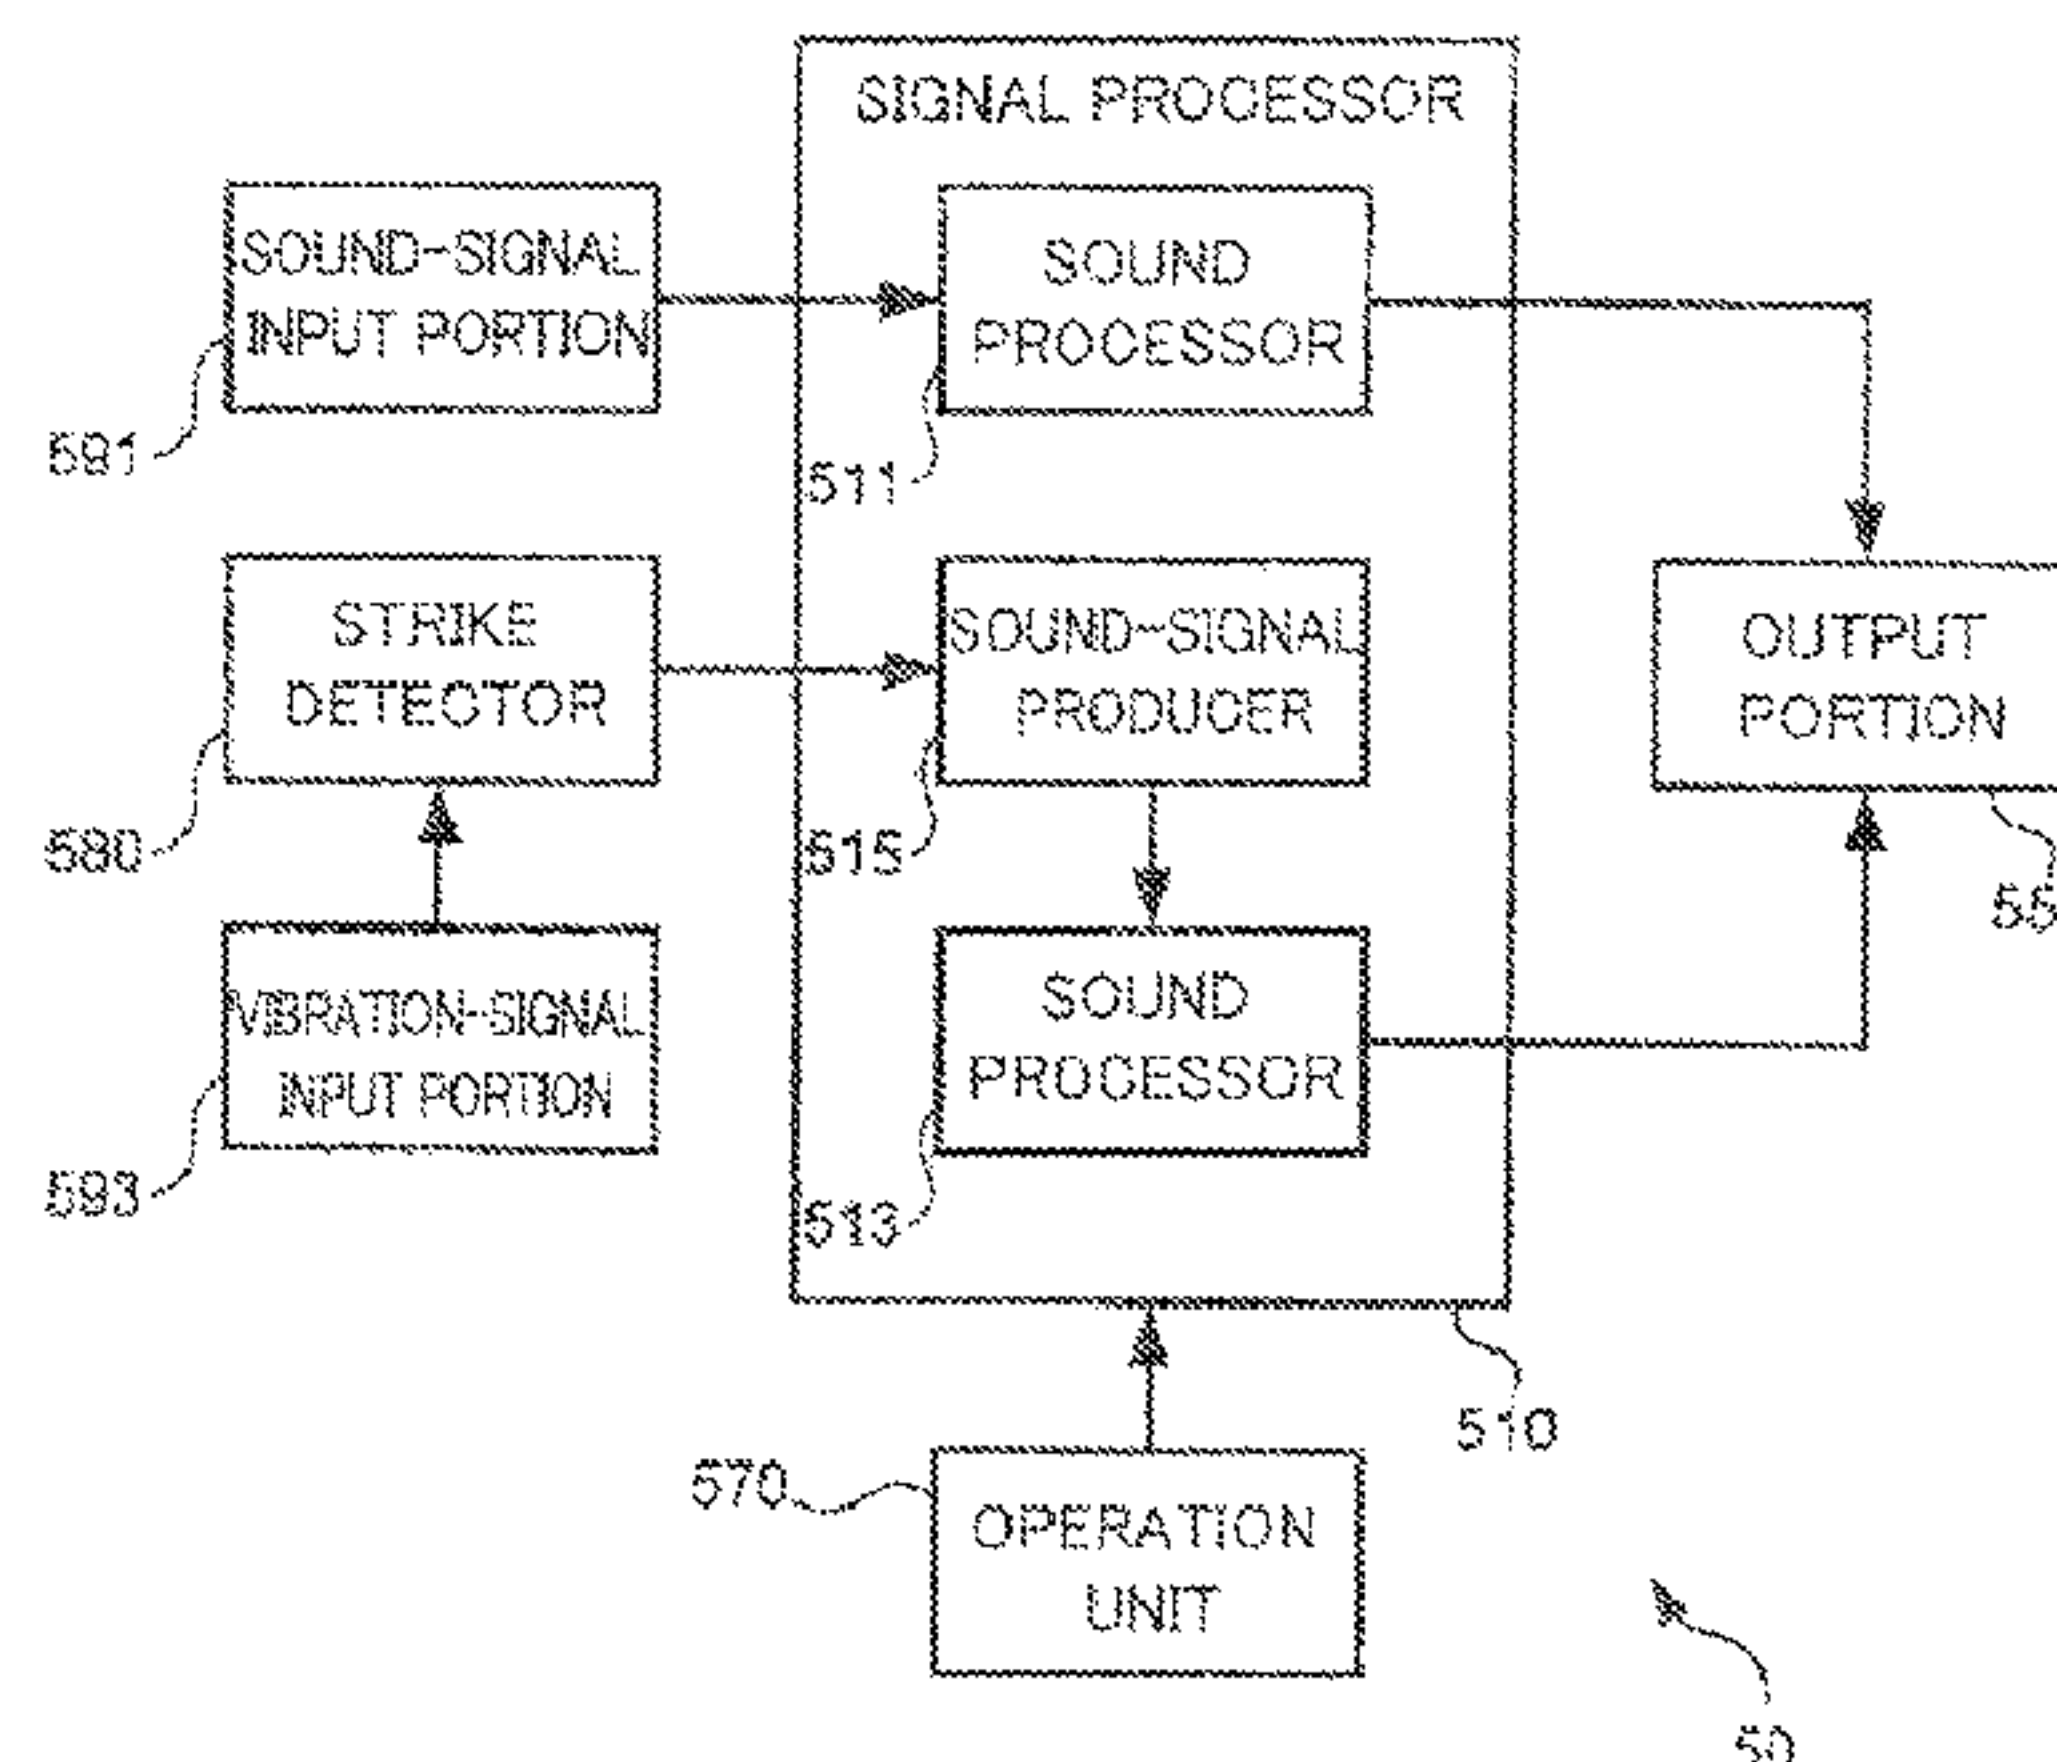 SIGNAL PROCESSOR
SOUND-SIGNAL
INPUT PORTION
591
SOUND
PROCESSOR
511
STRIKE
DETECTOR
580
SOUND-SIGNAL
PRODUCER
515
OUTPUT
PORTION
55
VIBRATION-SIGNAL
INPUT PORTION
593
SOUND
PROCESSOR
513
510
570
OPERATION
UNIT
50